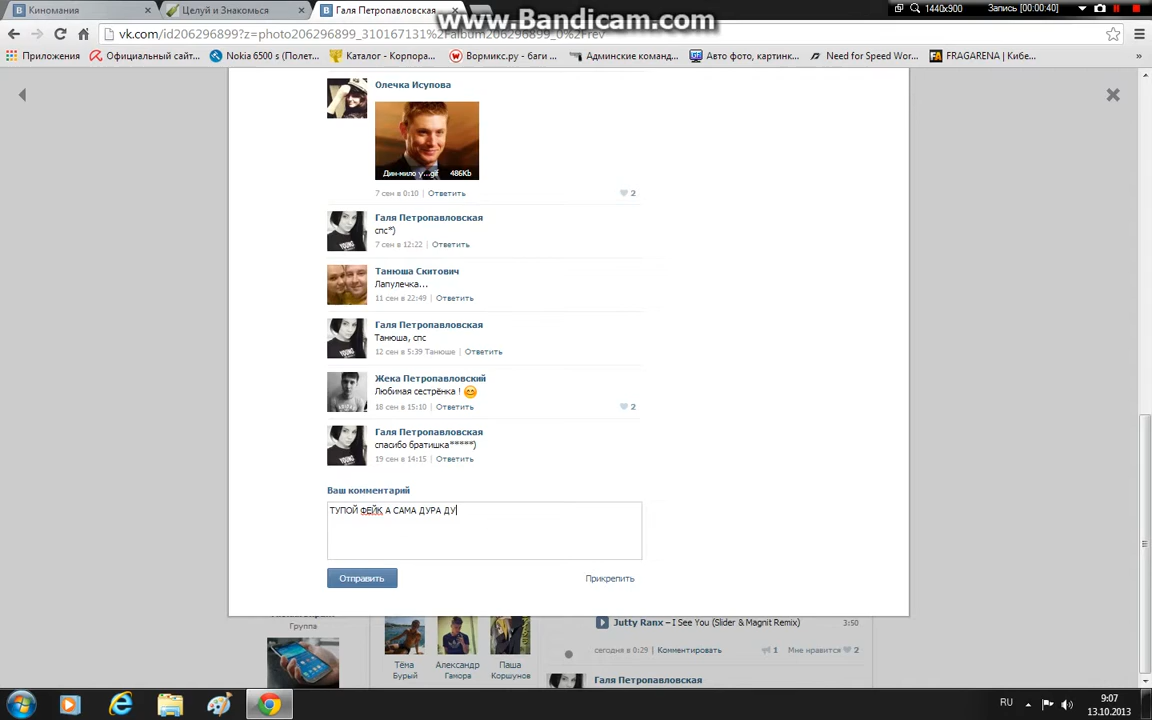 Киномания
Целуй и Знакомься
Галя Петропавловская
www.Bandicam.com
1440x900
Запись [00:00:40]
vk.com/id206296899?z=photo206296899_310167131%2Falbum206296899_0%2Frev
Приложения
Официальный сайт...
Nokia 6500 s (Полет...
Каталог - Корпора...
Вормикс.ру - баги ...
Админские команд...
Авто фото, картинк...
Need for Speed Wor...
FRAGARENA | Кибе...
»
Олечка Исупова
486Kb
7 сен в 0:10 | Ответить
2
Галя Петропавловская
спс*)
7 сен в 12:22 | Ответить
Танюша Скитович
Лапулечка...
11 сен в 22:49 | Ответить
Галя Петропавловская
Танюша, спс
12 сен в 5:39 Танюше | Ответить
Жека Петропавловский
Любимая сестрёнка !
18 сен в 15:10 | Ответить
2
Галя Петропавловская
спасибо братишка*****)
19 сен в 14:15 | Ответить
Ваш комментарий
ТУПОЙ ФЕЙК А САМА ДУРА ДУ
Отправить
Прикрепить
Группа
Тёма
Бурый
Александр
Гамора
Паша
Коршунов
Jutty Ranx – I See You (Slider & Magnit Remix)
3:50
сегодня в 0:29 | Комментировать
1
Мне нравится 2
Галя Петропавловская
RU
9:07
13.10.2013